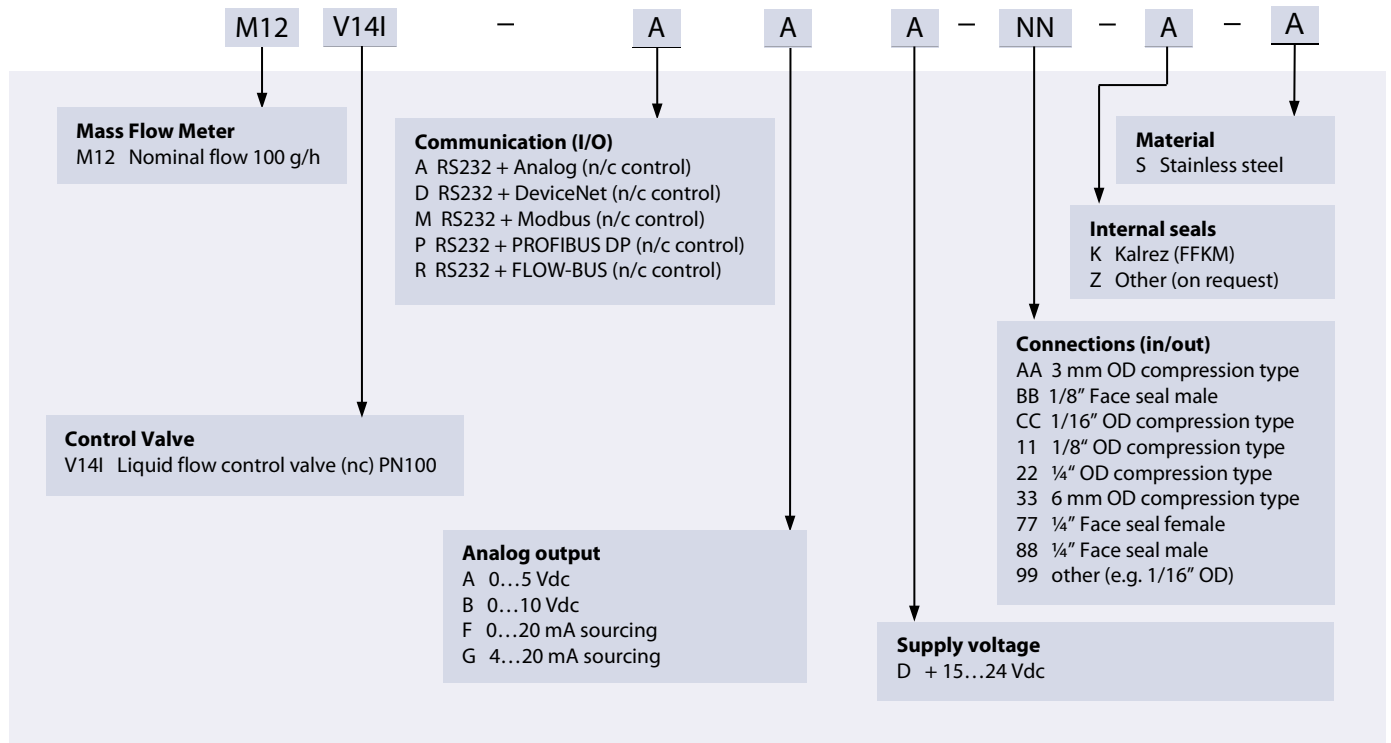 M12 V14I – A A A – NN – A – A
Mass Flow Meter
M12 Nominal flow 100 g/h
Communication (I/O)
A RS232 + Analog (n/c control)
D RS232 + DeviceNet (n/c control)
M RS232 + Modbus (n/c control)
P RS232 + PROFIBUS DP (n/c control)
R RS232 + FLOW-BUS (n/c control)
Material
S Stainless steel
Internal seals
K Kalrez (FFKM)
Z Other (on request)
Connections (in/out)
AA 3 mm OD compression type
BB 1/8” Face seal male
CC 1/16” OD compression type
11 1/8“ OD compression type
22 ¼“ OD compression type
33 6 mm OD compression type
77 ¼” Face seal female
88 ¼” Face seal male
99 other (e.g. 1/16” OD)
Control Valve
V14I Liquid flow control valve (nc) PN100
Analog output
A 0…5 Vdc
B 0…10 Vdc
F 0…20 mA sourcing
G 4…20 mA sourcing
Supply voltage
D + 15…24 Vdc